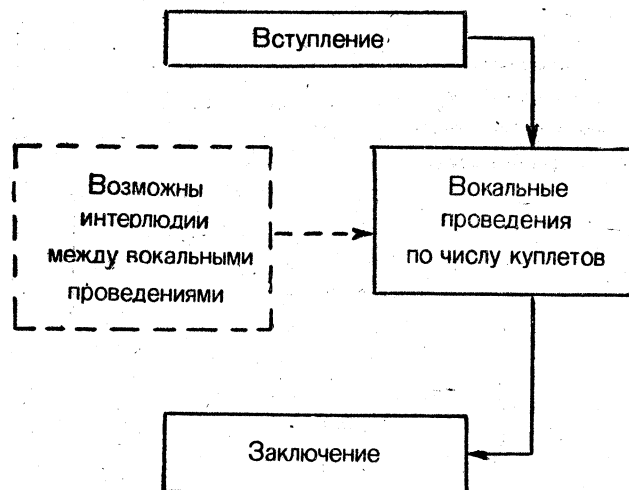 Вступление
Возможны
интерлюдии
между вокальными
проведениями
Вокальные
проведения
по числу куплетов
Заключение